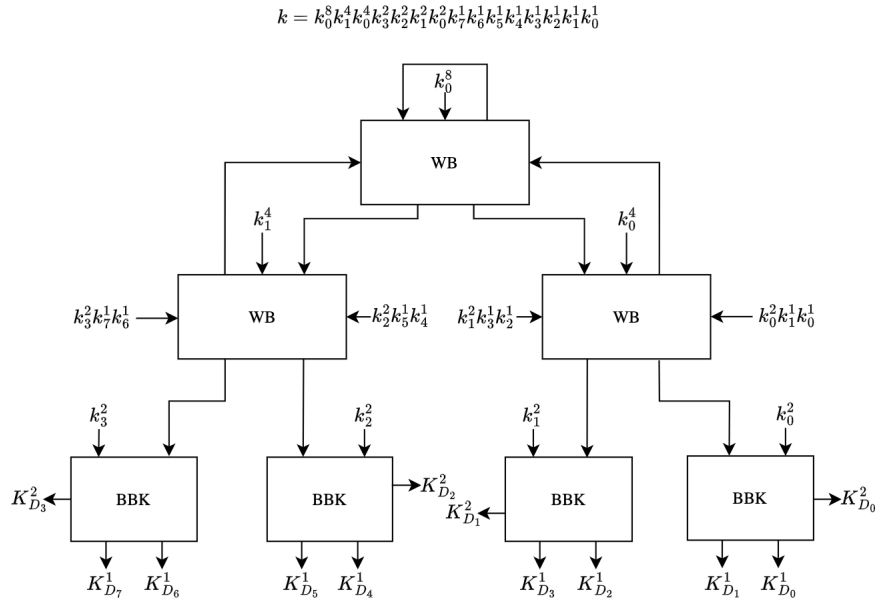 k = k_0^8 k_1^4 k_0^4 k_3^2 k_2^2 k_1^2 k_0^2 k_7^1 k_6^1 k_5^1 k_4^1 k_3^1 k_2^1 k_1^1 k_0^1
k_0^8
WB
k_1^4 k_0^4
k_3^2 k_7^1 k_6^1 WB k_2^2 k_5^1 k_4^1 k_1^2 k_3^1 k_2^1 WB k_0^2 k_1^1 k_0^1
k_3^2 k_2^2 k_1^2 k_0^2
K_{D_3}^2 BBK BBK K_{D_2}^2 K_{D_1}^2 BBK BBK K_{D_0}^2
K_{D_7}^1 K_{D_6}^1 K_{D_5}^1 K_{D_4}^1 K_{D_3}^1 K_{D_2}^1 K_{D_1}^1 K_{D_0}^1